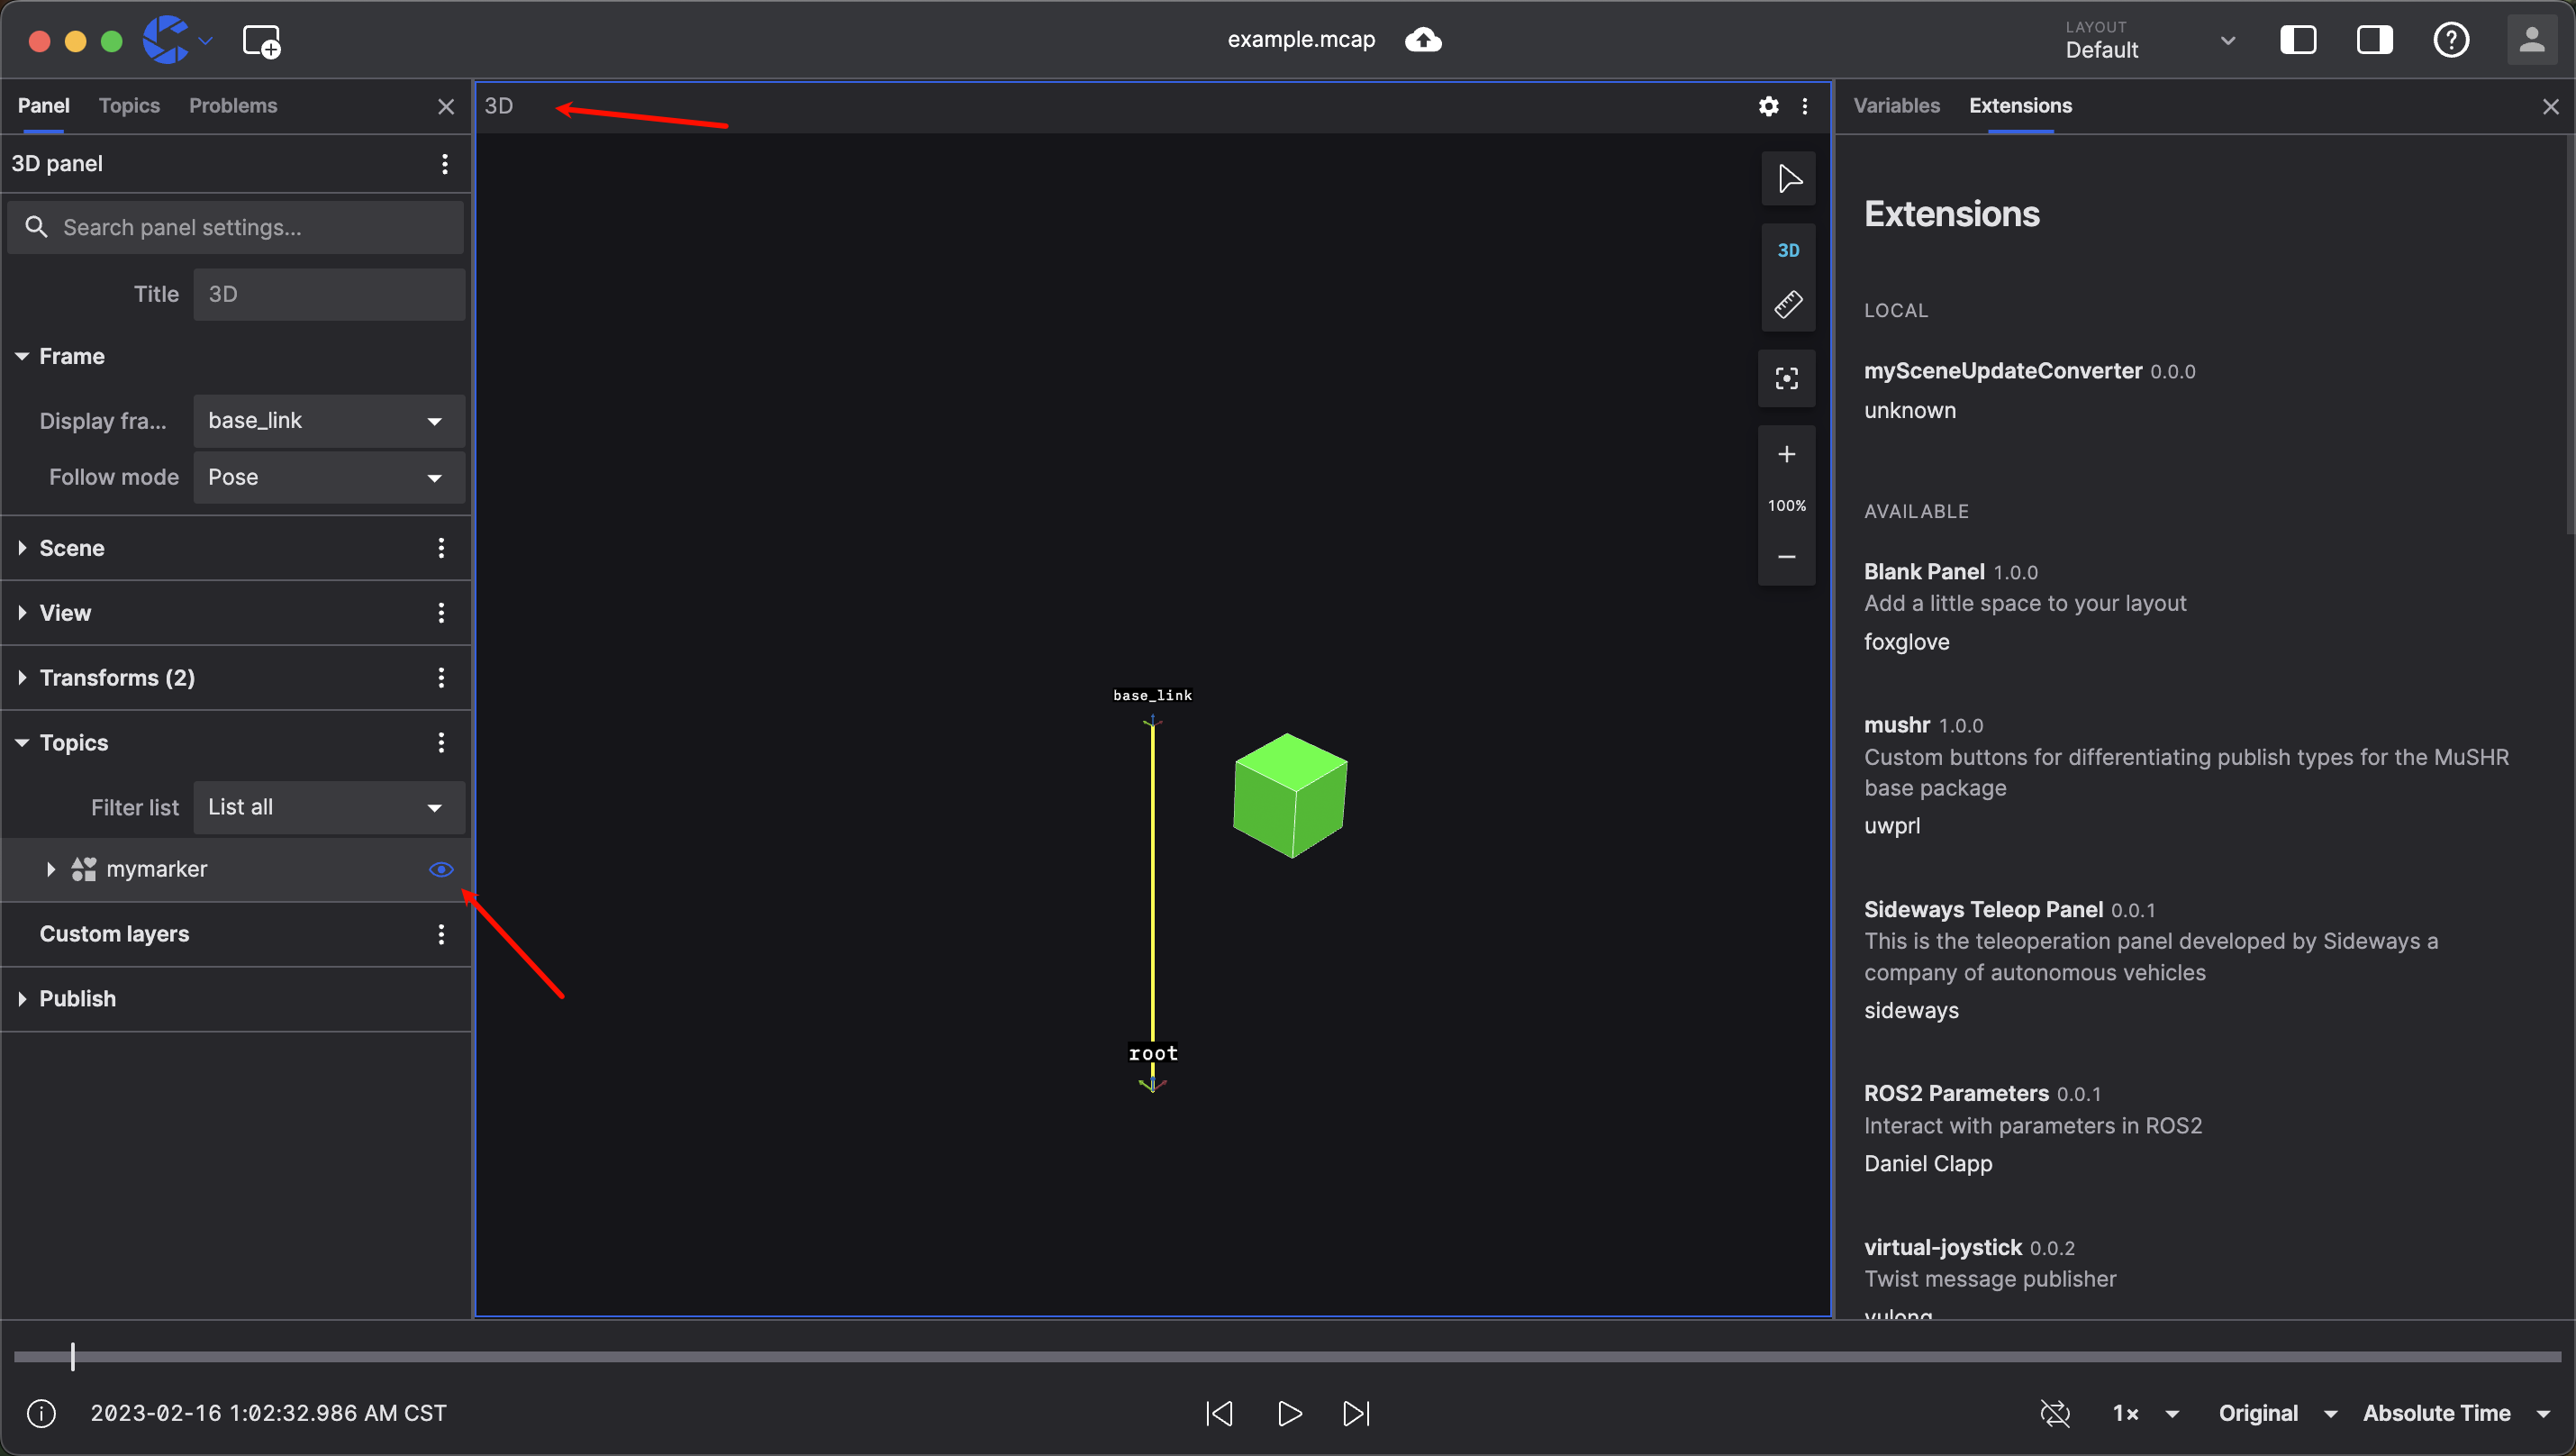 example.mcap
LAYOUT
Default
Panel
Topics
Problems
3D panel
Search panel settings...
Title
3D
Frame
Display fra...
base_link
Follow mode
Pose
Scene
View
Transforms (2)
Topics
Filter list
List all
mymarker
Custom layers
Publish
3D
3D
100%
base_link
root
Variables
Extensions
Extensions
LOCAL
mySceneUpdateConverter 0.0.0
unknown
AVAILABLE
Blank Panel 1.0.0
Add a little space to your layout
foxglove
mushr 1.0.0
Custom buttons for differentiating publish types for the MuSHR
base package
uwprl
Sideways Teleop Panel 0.0.1
This is the teleoperation panel developed by Sideways a
company of autonomous vehicles
sideways
ROS2 Parameters 0.0.1
Interact with parameters in ROS2
Daniel Clapp
virtual-joystick 0.0.2
Twist message publisher
2023-02-16 1:02:32.986 AM CST
1×
Original
Absolute Time